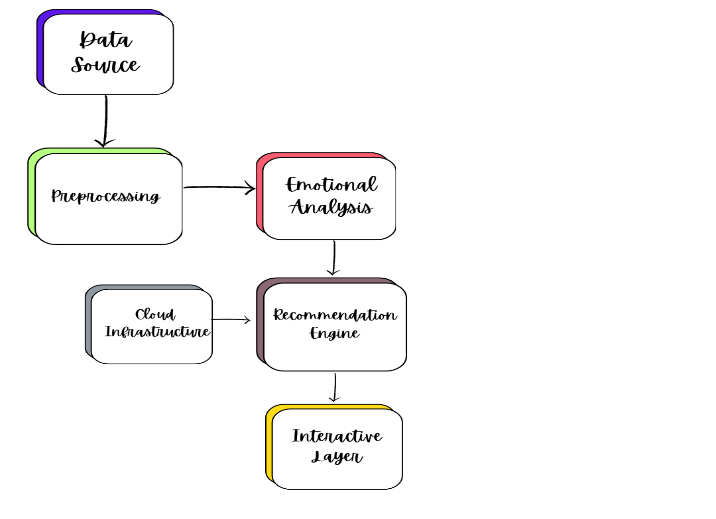 Data
Source
Preprocessing
Emotional
Analysis
Cloud
Infrastructure
Recommendation
Engine
Interactive
Layer